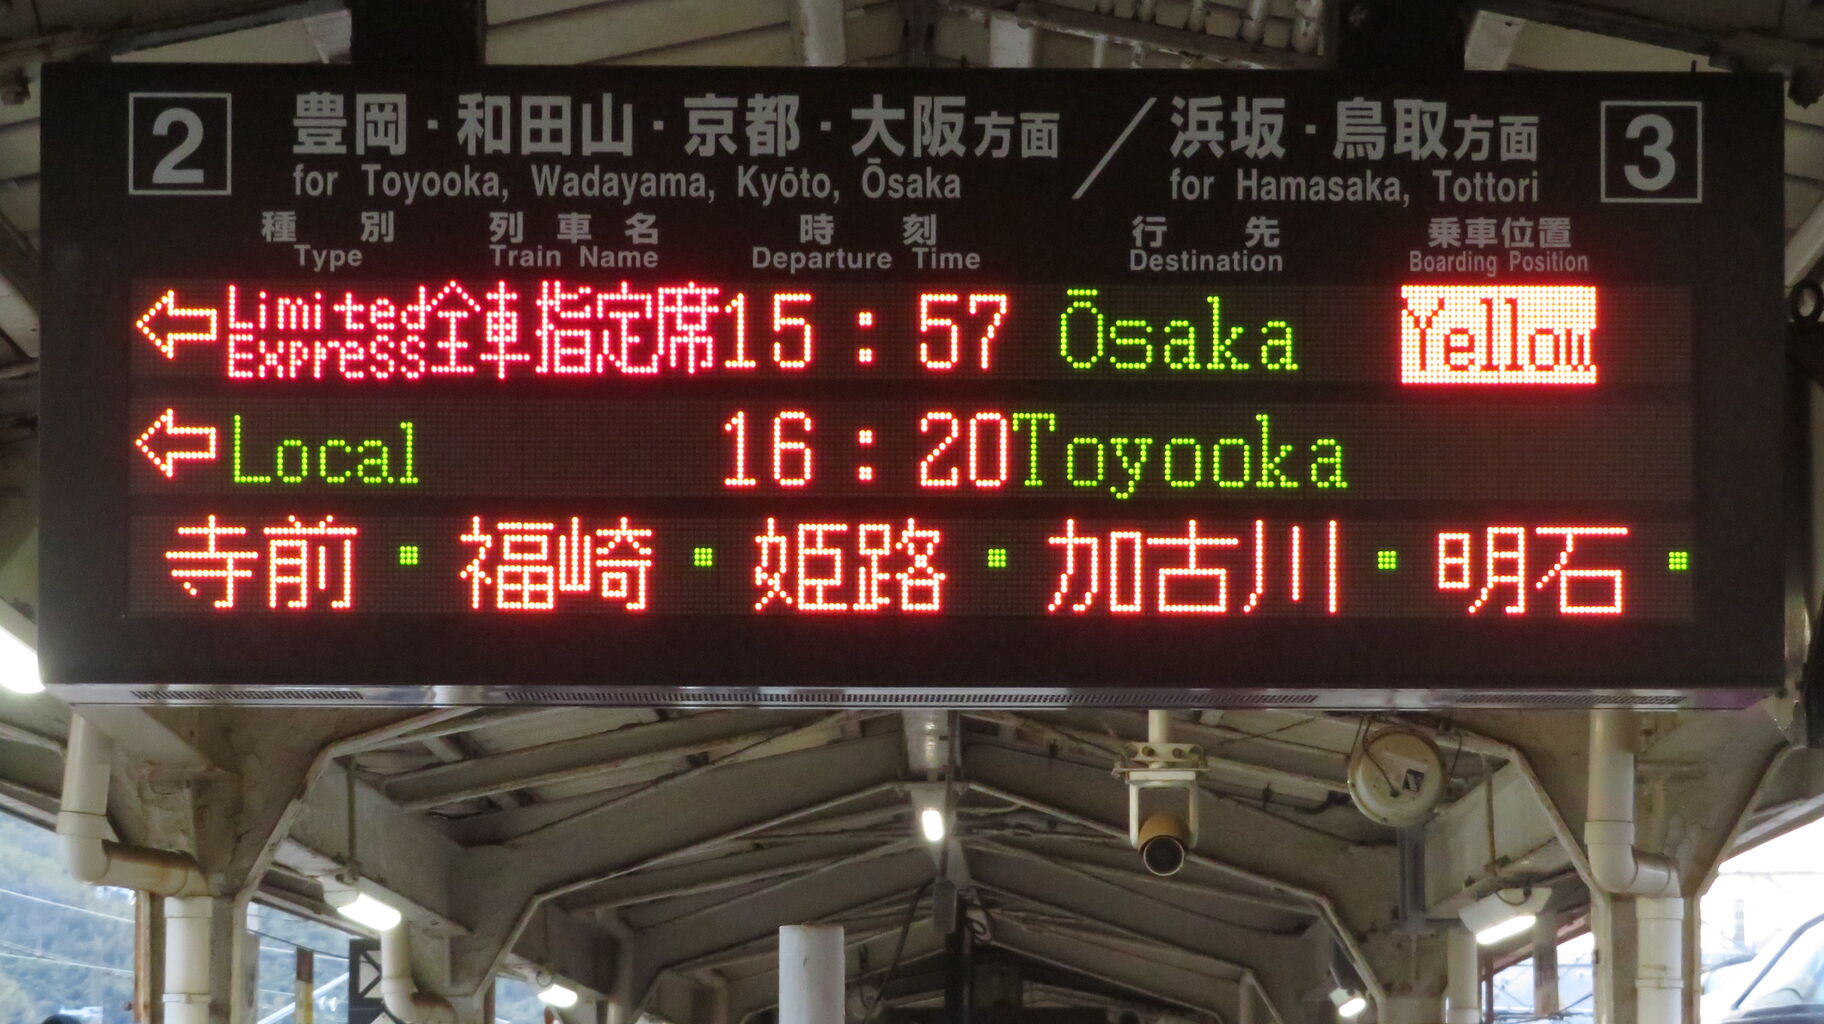 2 豊岡・和田山・京都・大阪方面 / 浜坂・鳥取方面 3
for Toyooka, Wadayama, Kyōto, Ōsaka for Hamasaka, Tottori
種別 列車名 時刻 行先 乗車位置
Type Train Name Departure Time Destination Boarding Position
← Limited Express 全車指定席 15:57 Ōsaka Yellow
← Local 16:20 Toyooka
寺前・福崎・姫路・加古川・明石・